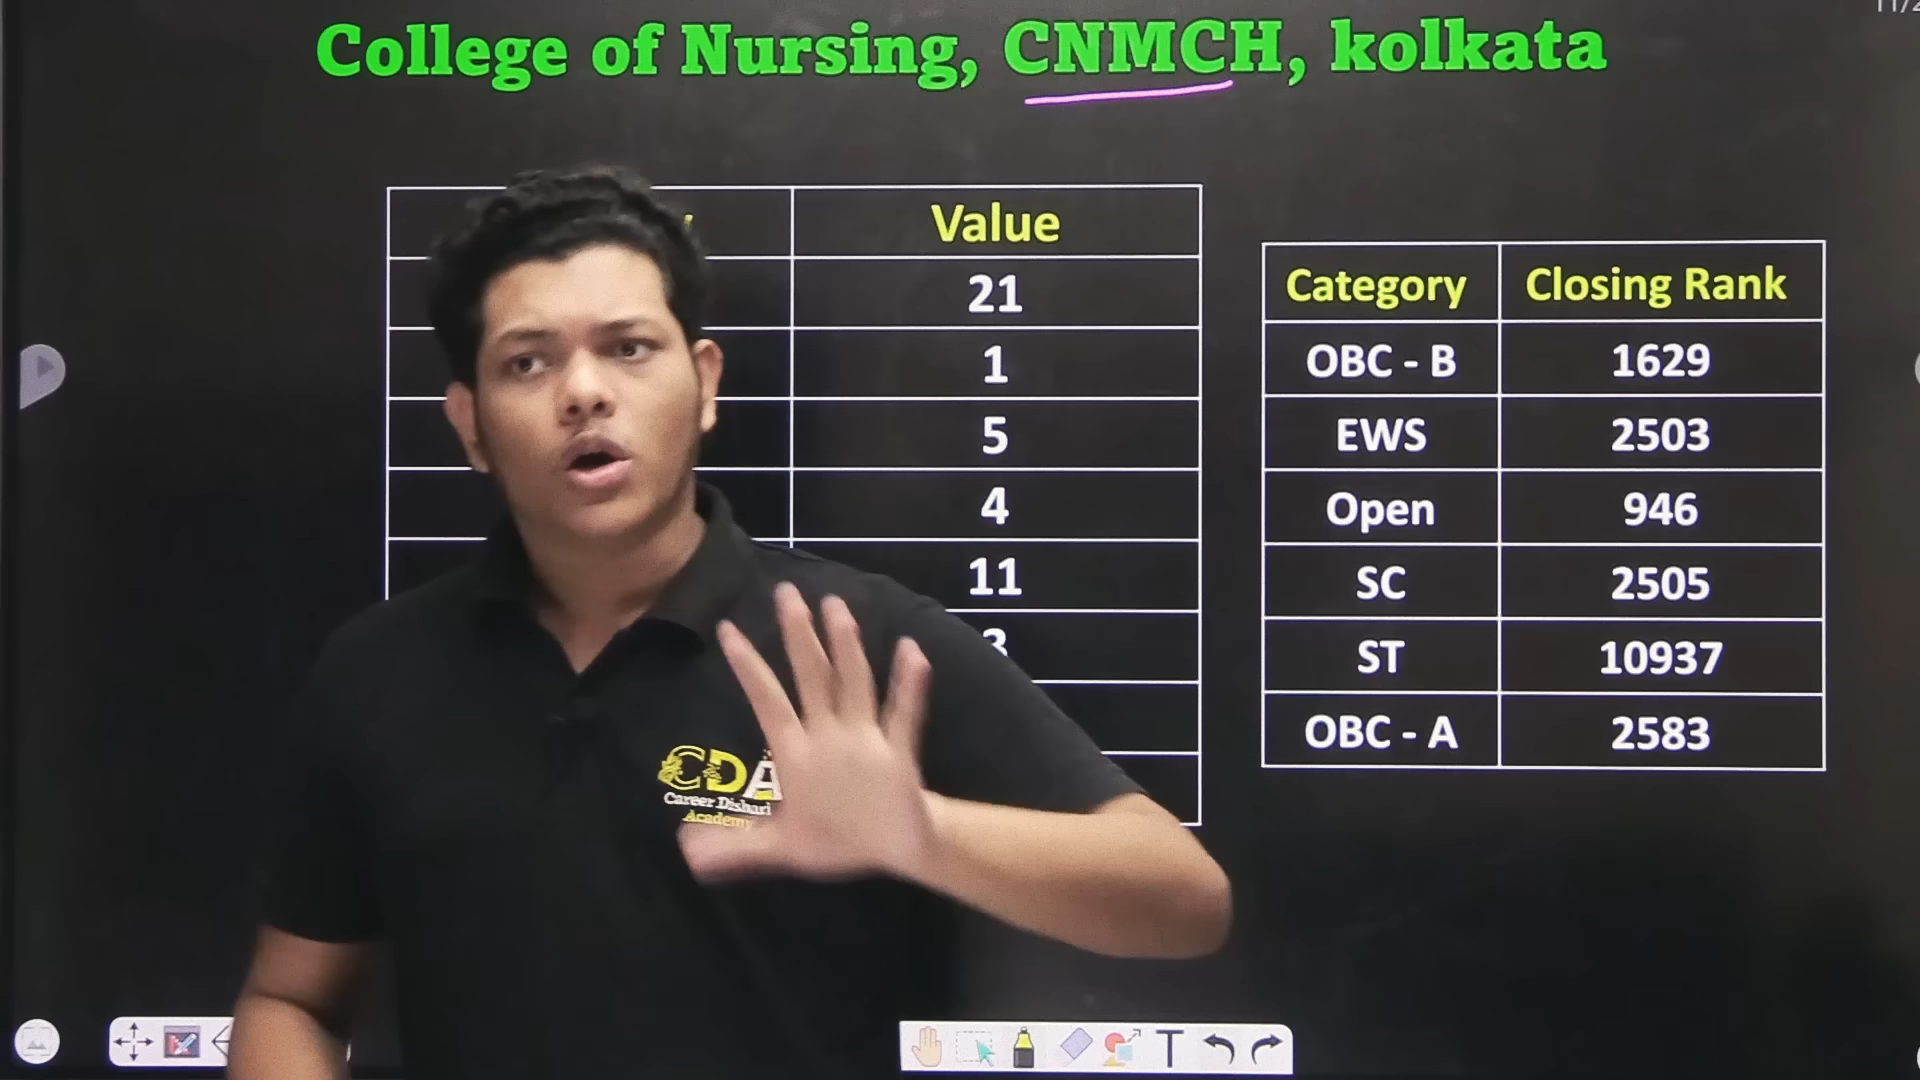 College of Nursing, CNMCH, kolkata
Value
21
1
5
4
11
3
Category Closing Rank
OBC - B 1629
EWS 2503
Open 946
SC 2505
ST 10937
OBC - A 2583
CDA
Career Dishari
Academy
T